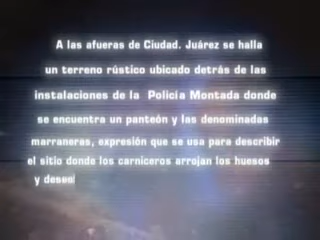 A las afueras de Ciudad. Juárez se halla
un terreno rústico ubicado detrás de las
instalaciones de la Policía Montada donde
se encuentra un panteón y las denominadas
marraneras, expresión que se usa para describir
el sitio donde los carniceros arrojan los huesos
y dese